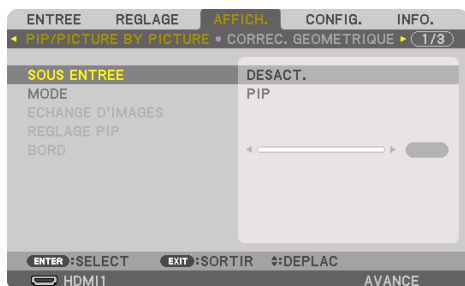 ENTREE REGLAGE AFFICH. CONFIG. INFO.
PIP/PICTURE BY PICTURE • CORREC. GEOMETRIQUE 1/3
SOUS ENTREE DESACT.
MODE PIP
ECHANGE D'IMAGES
REGLAGE PIP
BORD
ENTER :SELECT EXIT :SORTIR :DEPLAC
HDMI1 AVANCE